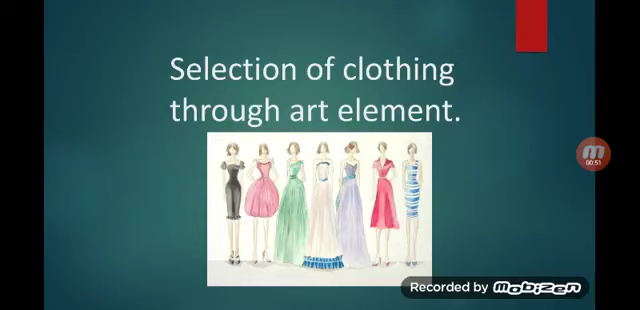 Selection of clothing
through art element.
00:51
Recorded by mobizen